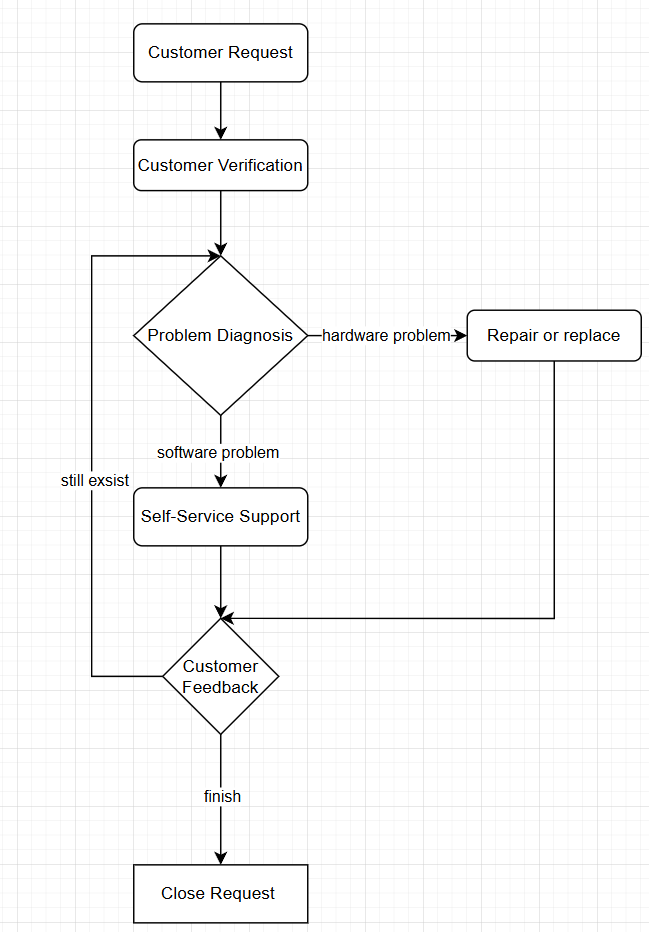 Customer Request
Customer Verification
Problem Diagnosis
hardware problem
Repair or replace
software problem
still exsist
Self-Service Support
Customer
Feedback
finish
Close Request